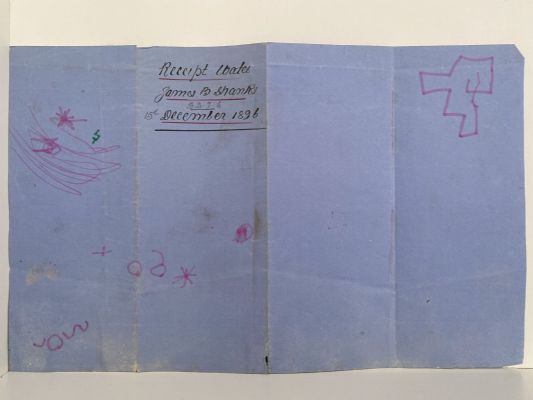 Receipt
James B Shanks
15th December 1896